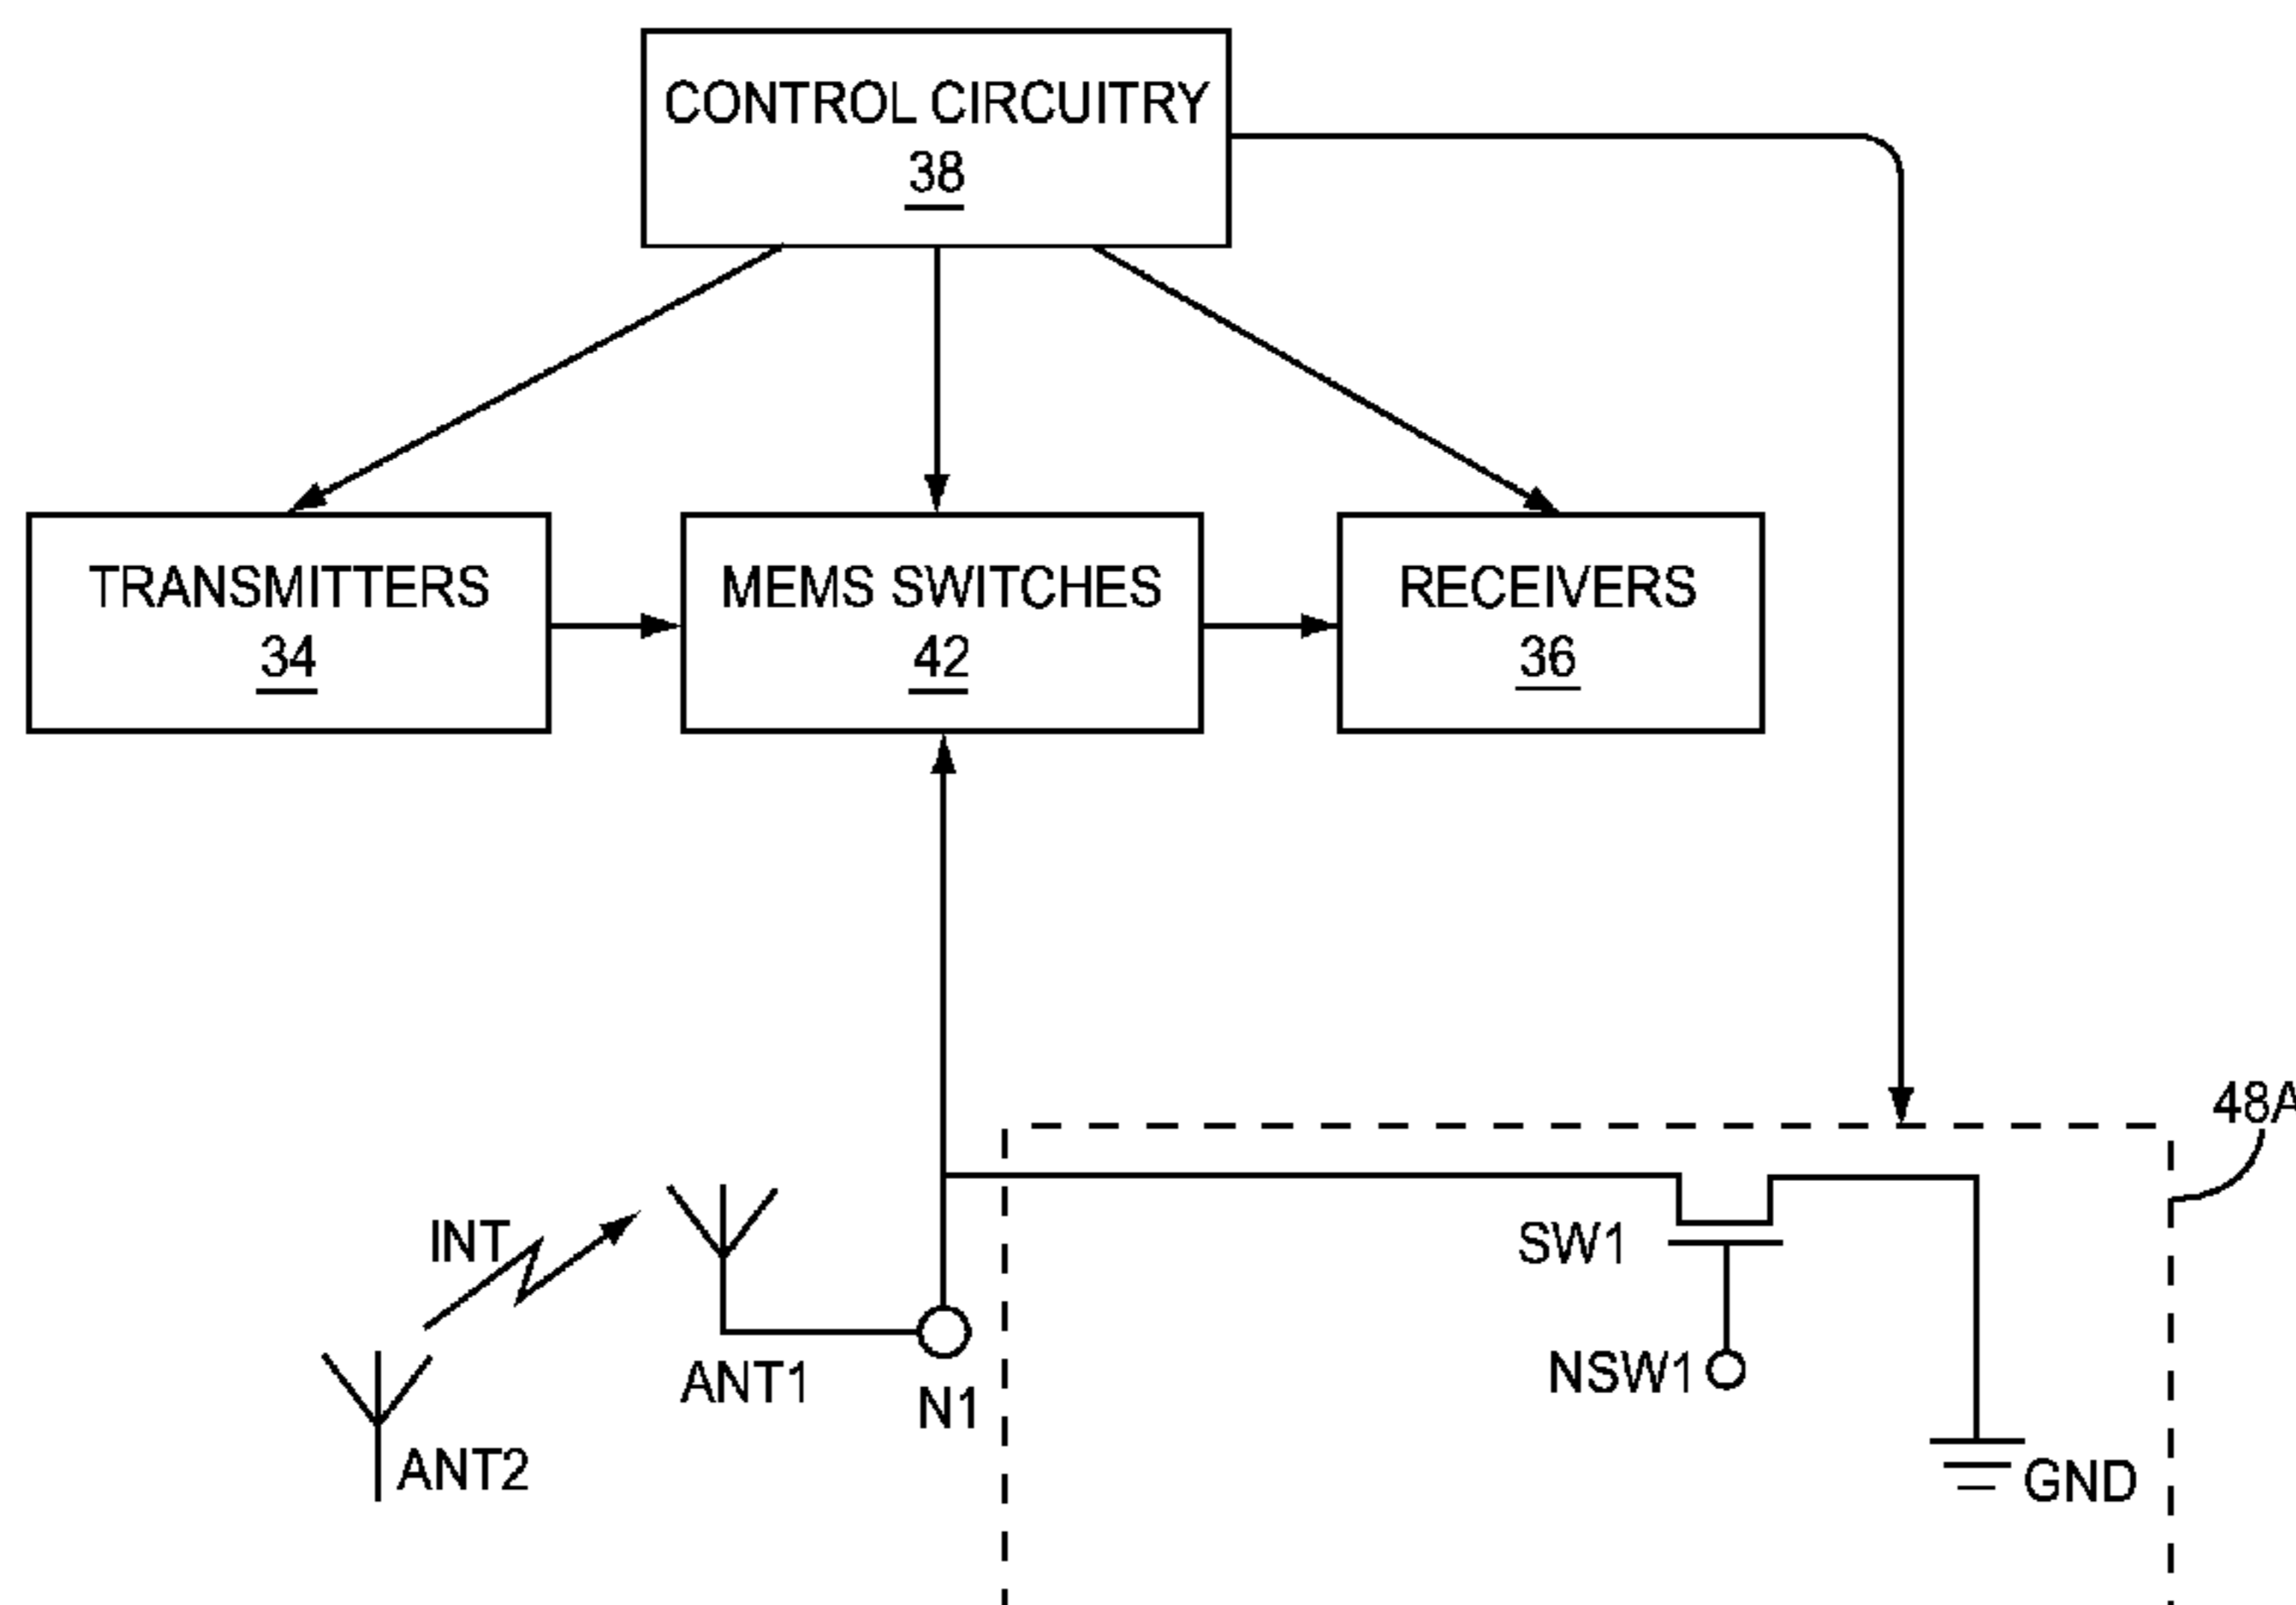 CONTROL CIRCUITRY
38
TRANSMITTERS
34
MEMS SWITCHES
42
RECEIVERS
36
48A
INT
SW1
ANT1
NSW1
N1
ANT2
GND